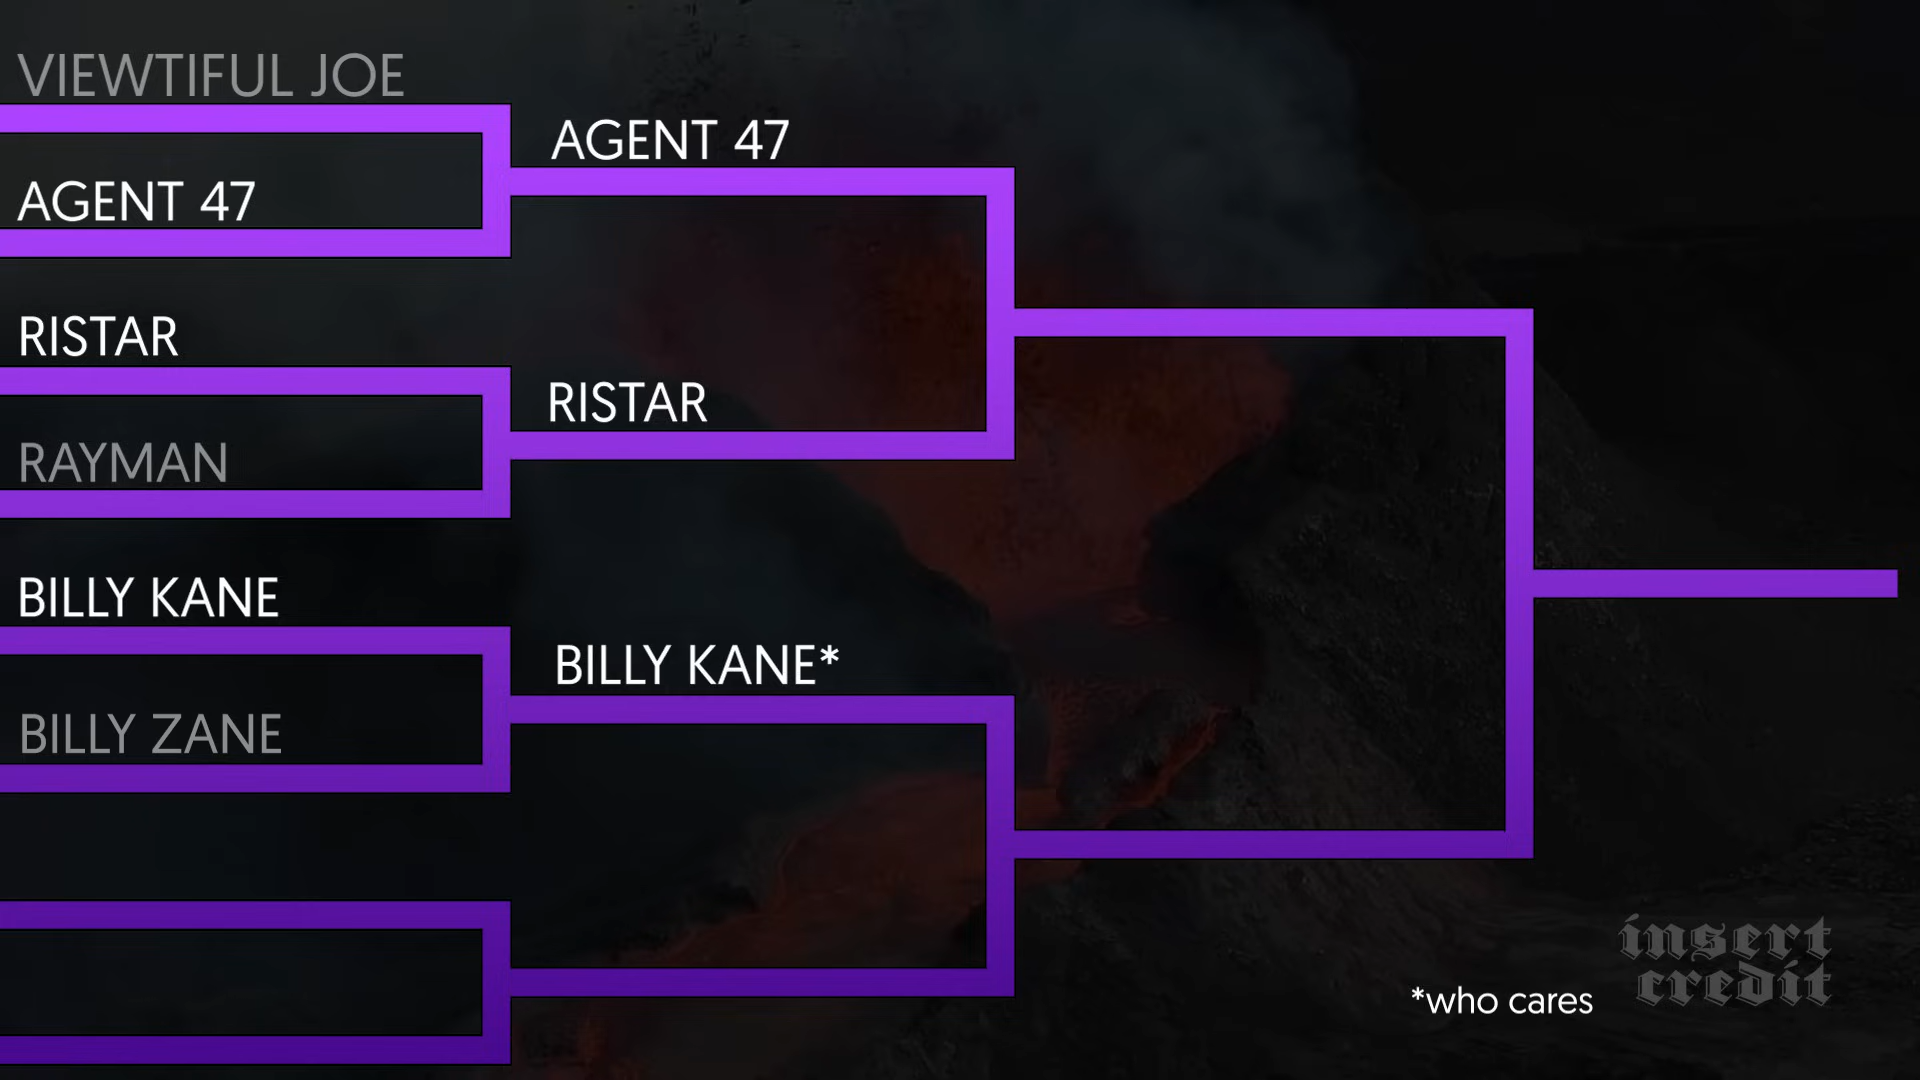 VIEWTIFUL JOE
AGENT 47
AGENT 47
RISTAR
RISTAR
RAYMAN
BILLY KANE
BILLY KANE*
BILLY ZANE
*who cares
insert
credit